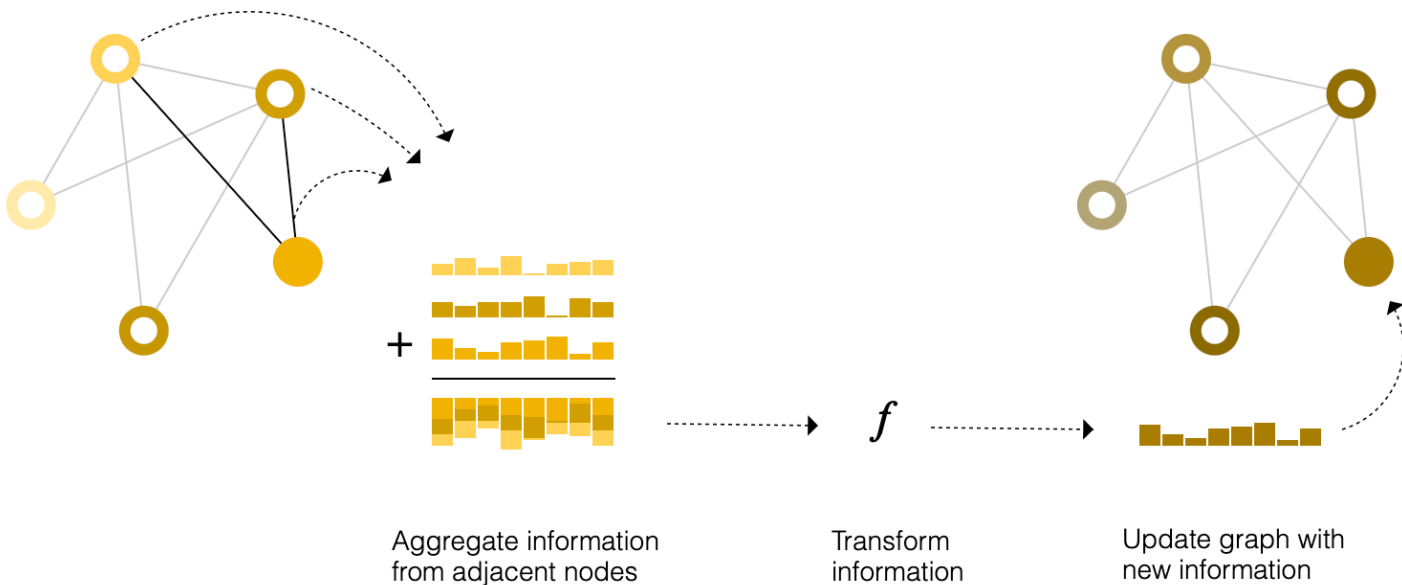 +
f
Aggregate information
from adjacent nodes
Transform
information
Update graph with
new information